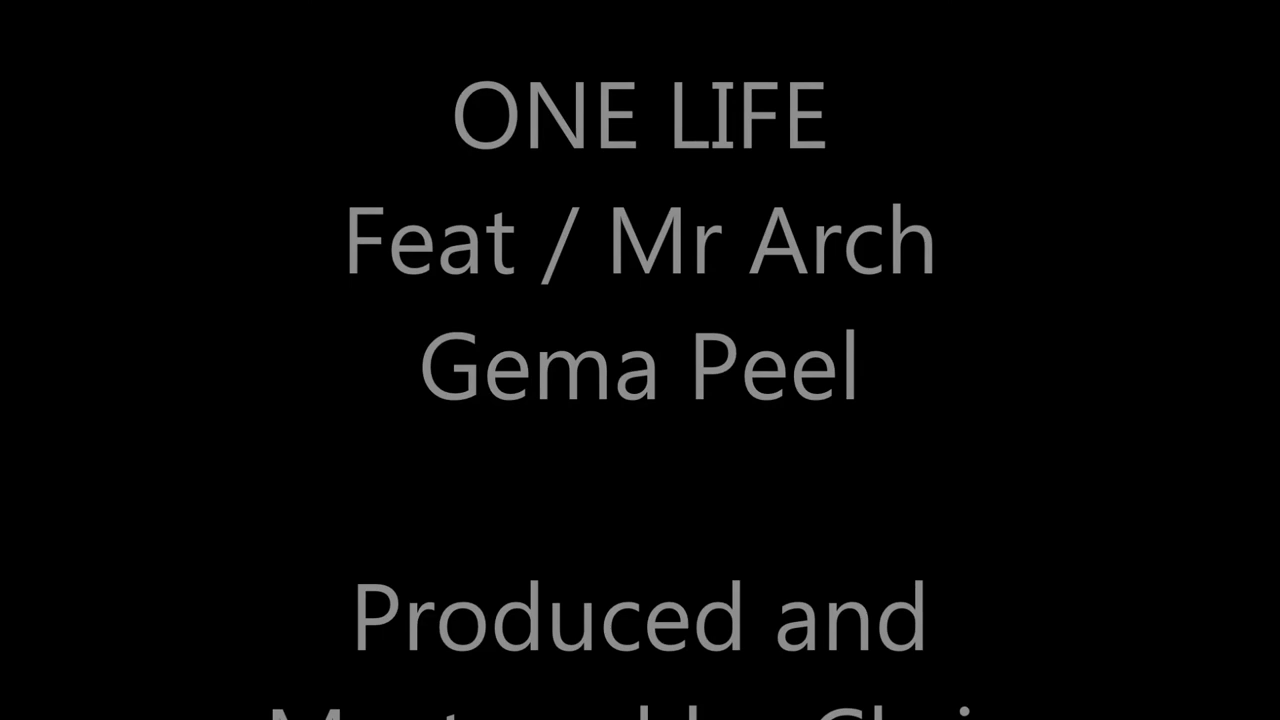 ONE LIFE
Feat / Mr Arch
Gema Peel
Produced and